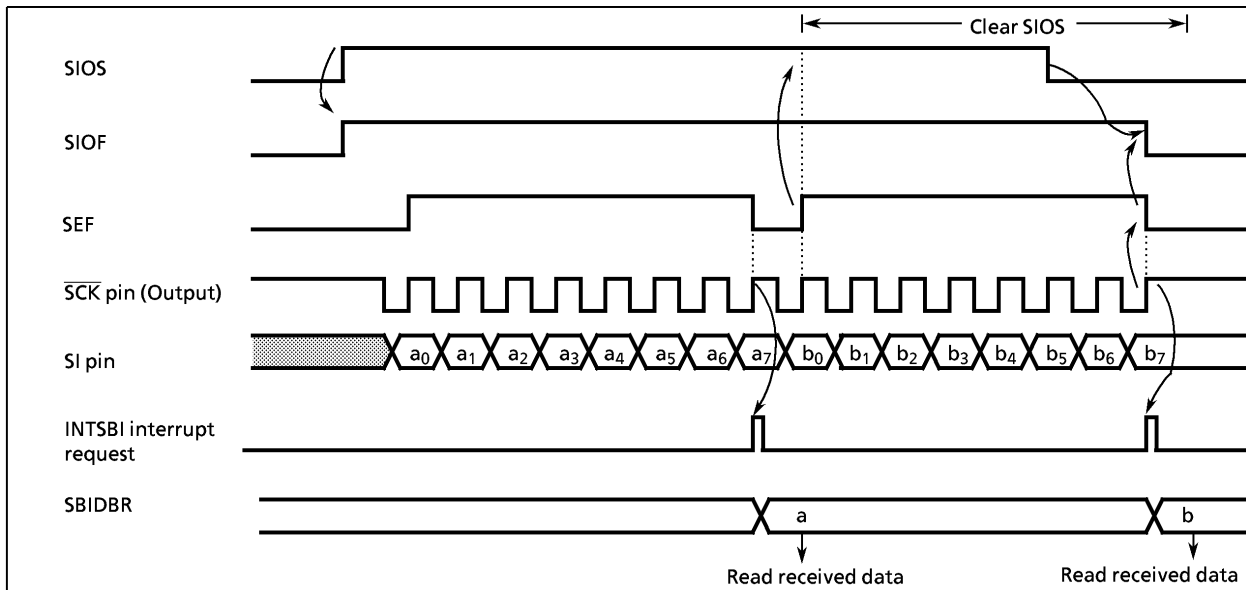 Clear SIOS
SIOS
SIOF
SEF
S̅C̅K̅ pin (Output)
SI pin
a₀ a₁ a₂ a₃ a₄ a₅ a₆ a₇ b₀ b₁ b₂ b₃ b₄ b₅ b₆ b₇
INTSBI interrupt
request
SBIDBR
a b
Read received data Read received data